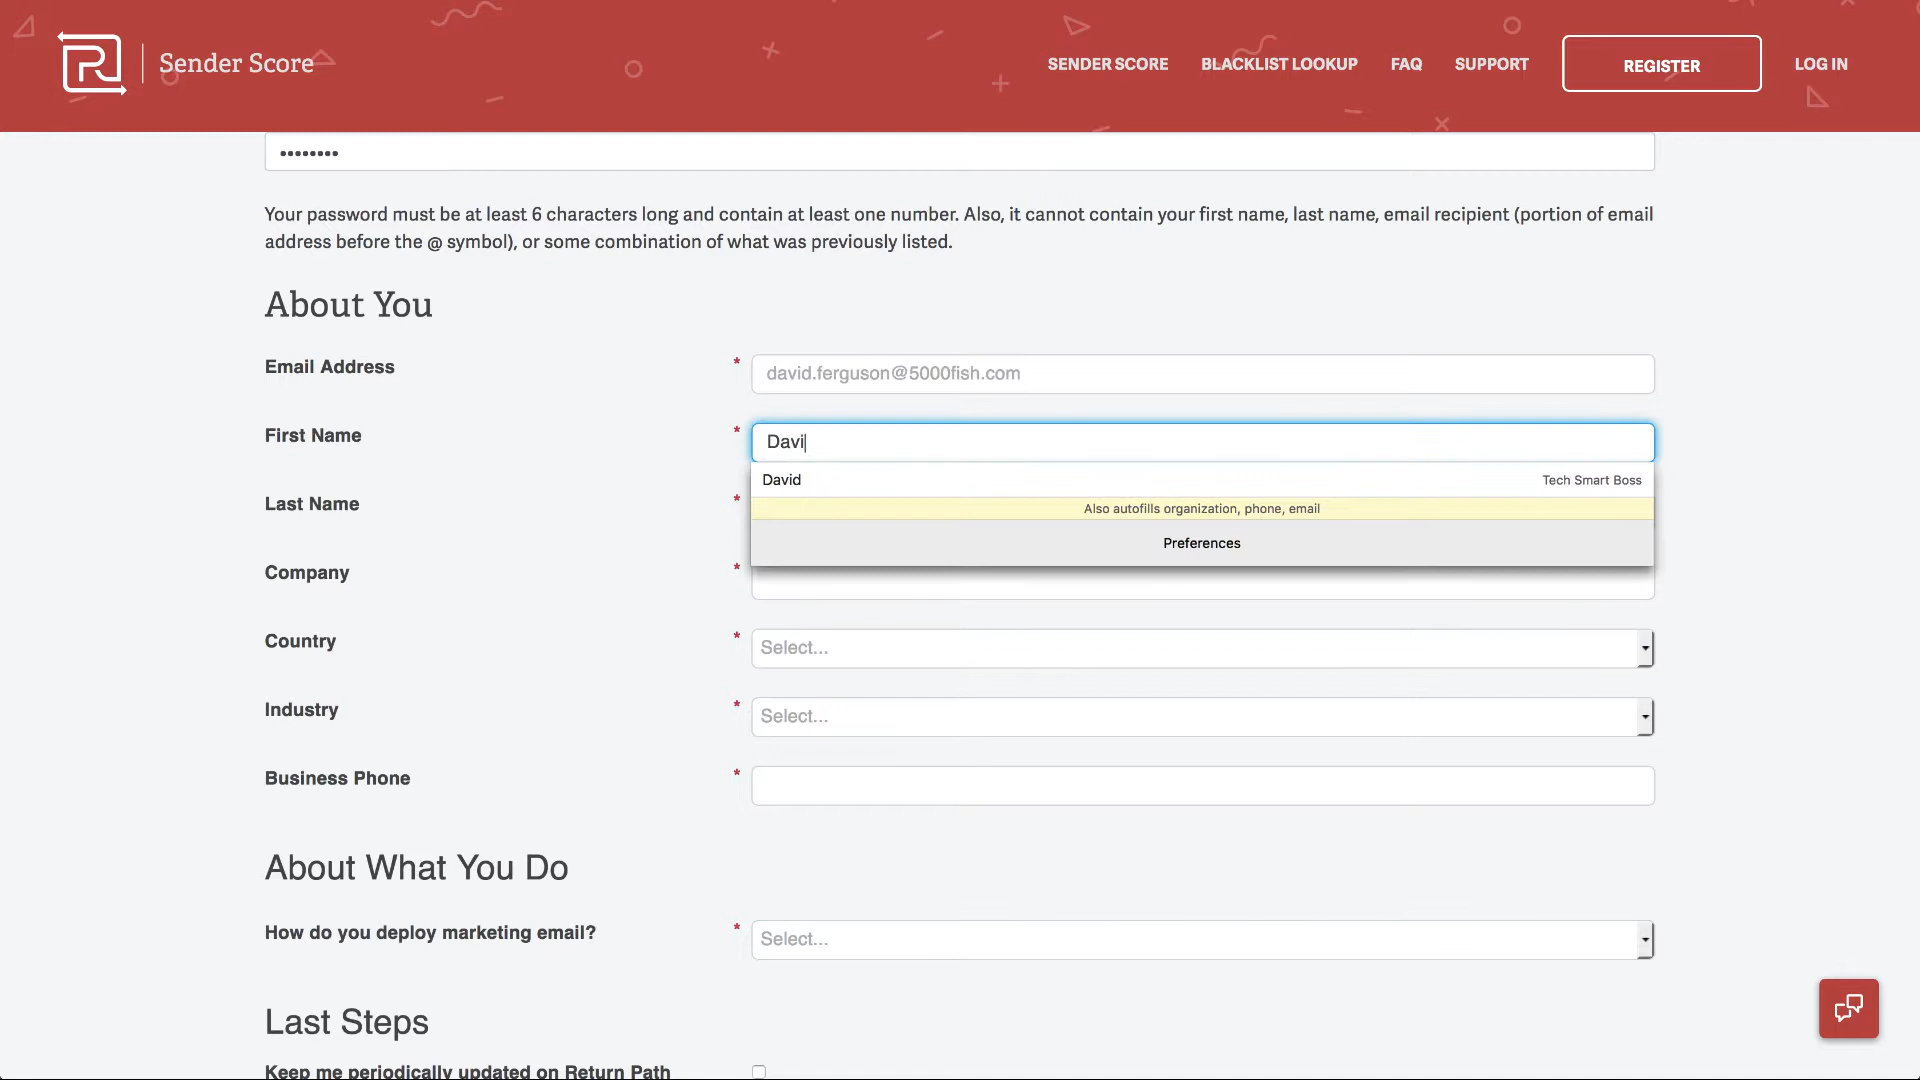 Sender Score
SENDER SCORE
BLACKLIST LOOKUP
FAQ
SUPPORT
REGISTER
LOG IN
••••••••
Your password must be at least 6 characters long and contain at least one number. Also, it cannot contain your first name, last name, email recipient (portion of email
address before the @ symbol), or some combination of what was previously listed.
About You
Email Address
* david.ferguson@5000fish.com
First Name
* Davi
David
Tech Smart Boss
Also autofills organization, phone, email
Preferences
Last Name
*
Company
*
Country
* Select...
Industry
* Select...
Business Phone
*
About What You Do
How do you deploy marketing email?
* Select...
Last Steps
Keep me periodically updated on Return Path